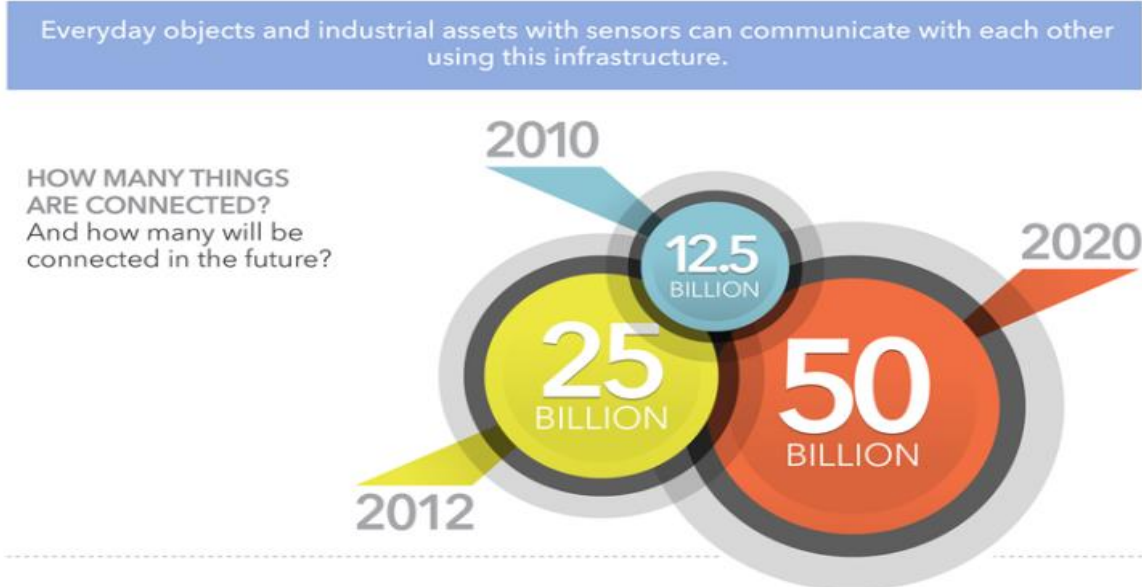 Everyday objects and industrial assets with sensors can communicate with each other
using this infrastructure.
HOW MANY THINGS
ARE CONNECTED?
And how many will be
connected in the future?
2010
12.5
BILLION
2020
25
BILLION
50
BILLION
2012